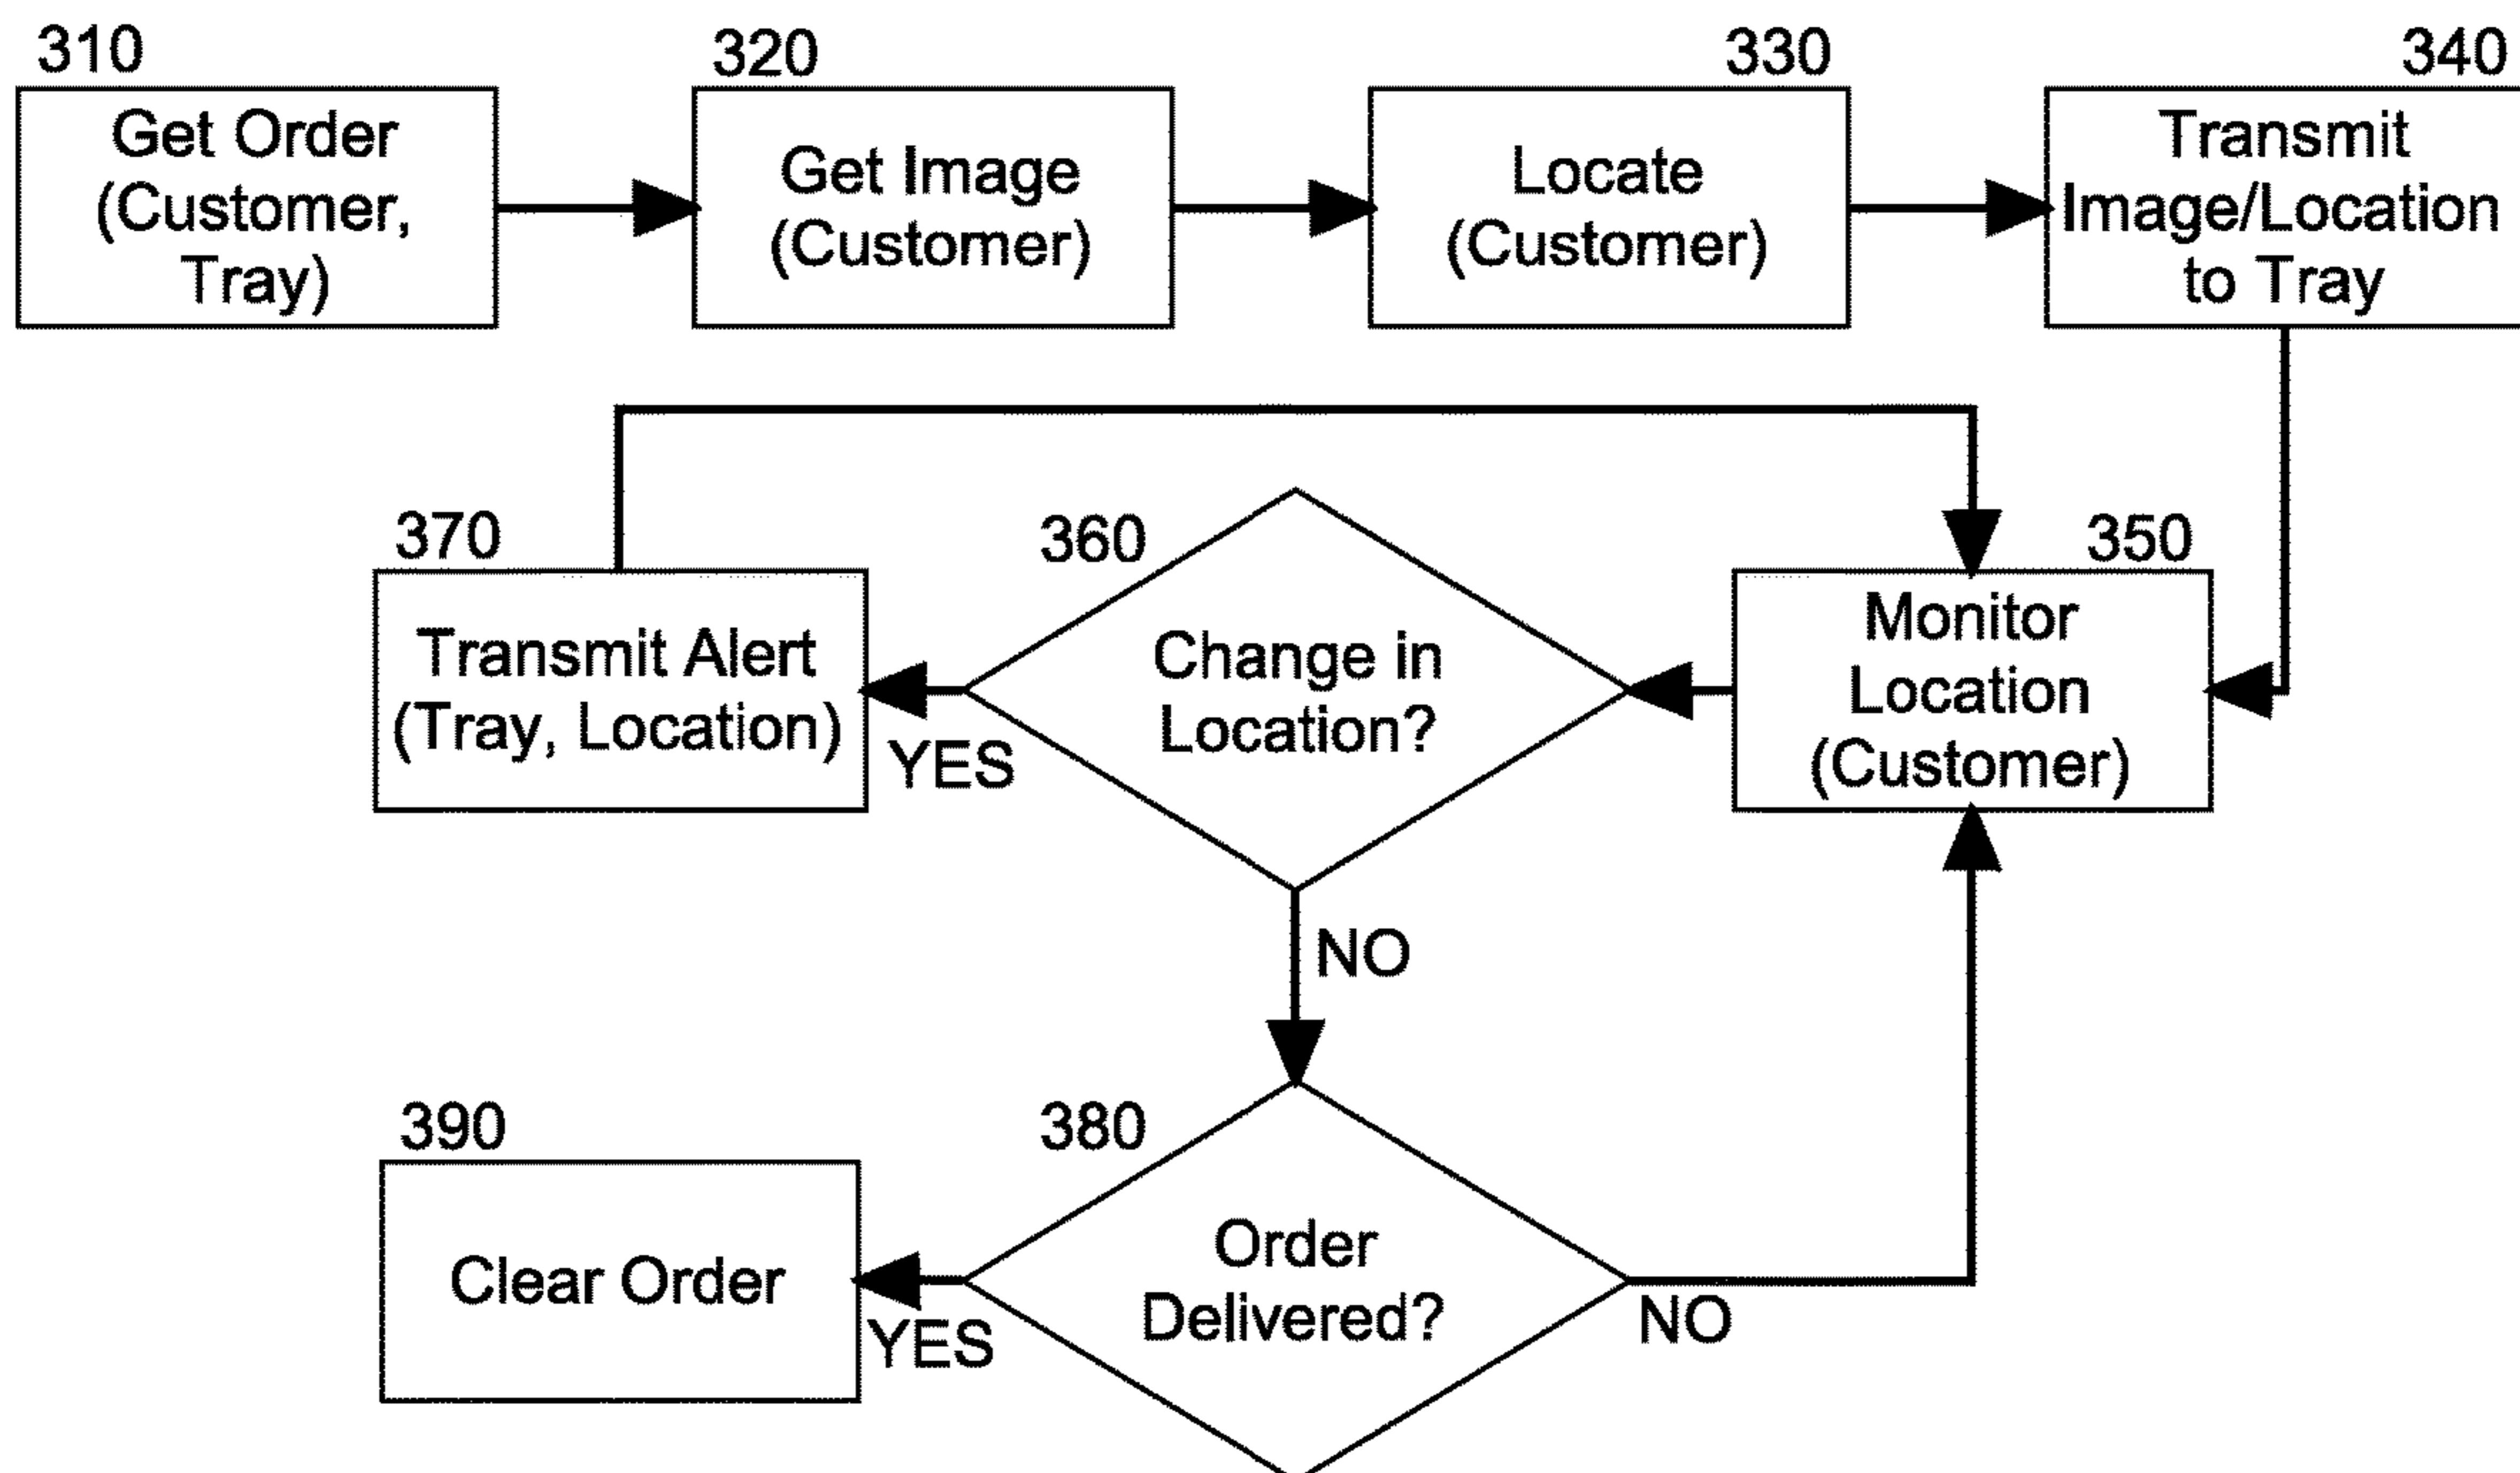 310
Get Order
(Customer,
Tray)
320
Get Image
(Customer)
330
Locate
(Customer)
340
Transmit
Image/Location
to Tray
370
Transmit Alert
(Tray, Location)
YES
360
Change in
Location?
350
Monitor
Location
(Customer)
NO
390
Clear Order
YES
380
Order
Delivered?
NO